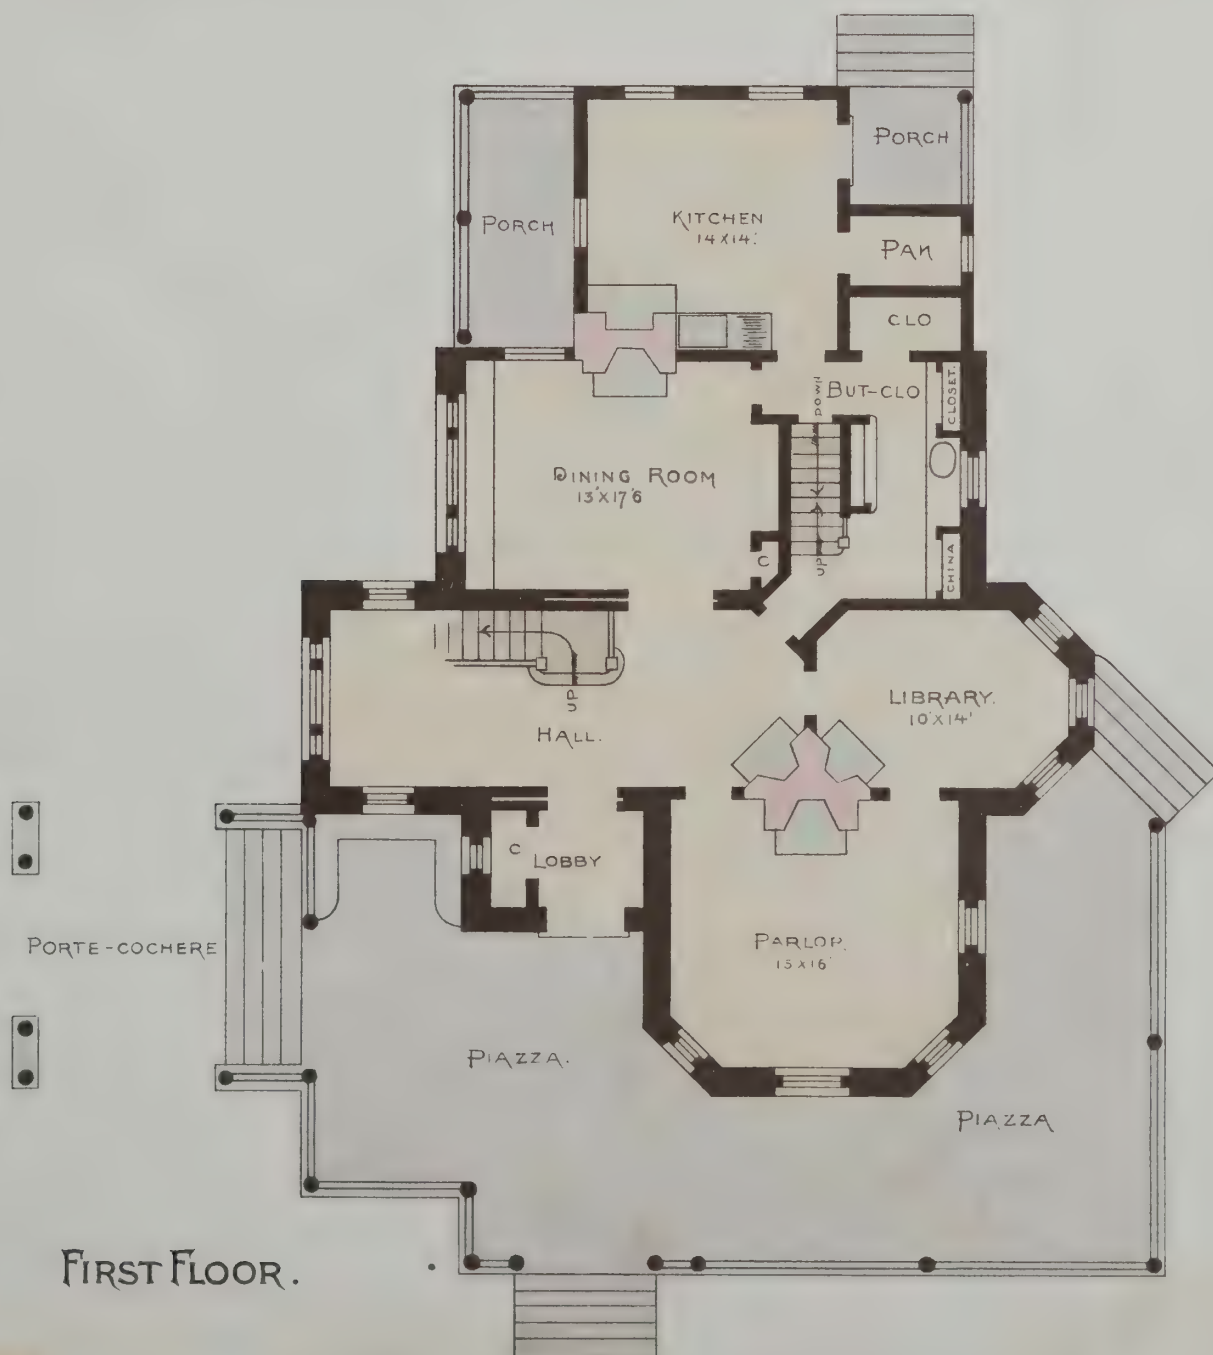 PORCH
PORCH
KITCHEN
14X14'
PAN
CLO
DOWN
BUT-CLO
CLOSET.
DINING ROOM
13'X17'6
C
UP
CHINA
UP
HALL.
LIBRARY.
10'X14'
C
LOBBY
PORTE-COCHERE
PARLOR.
15X16'
PIAZZA.
PIAZZA
FIRST FLOOR.